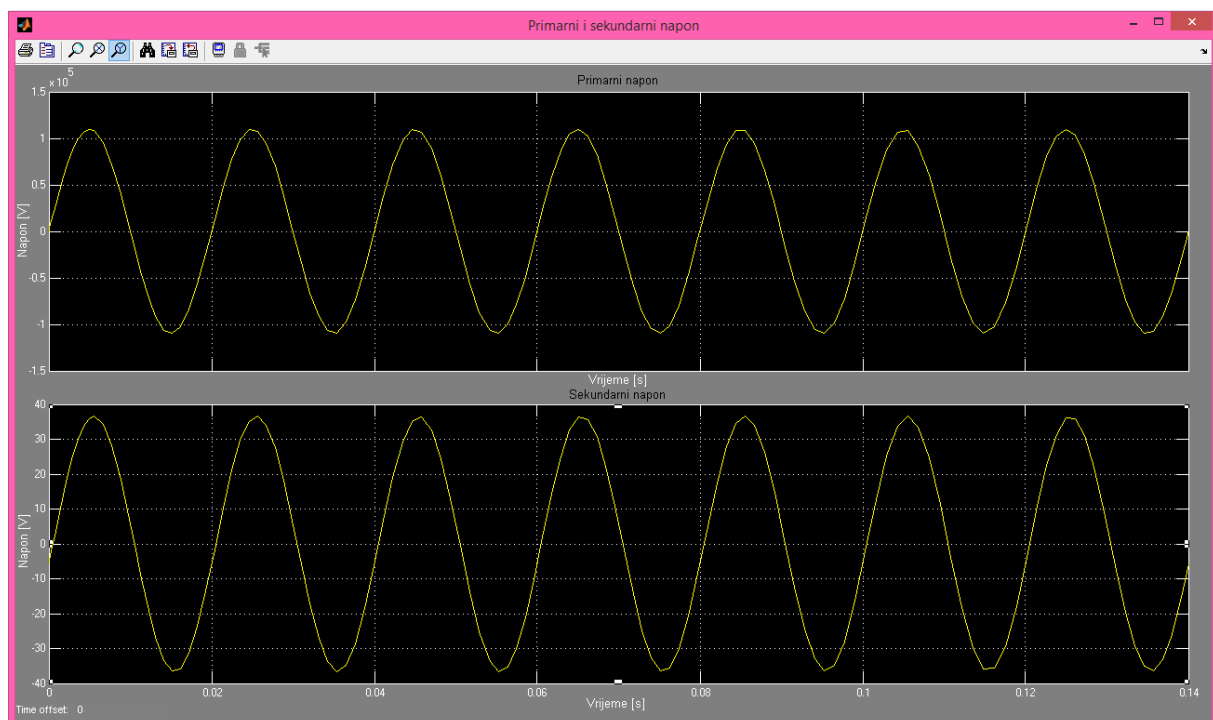 Primarni i sekundarni napon
Primarni napon
× 10 5
1.5
1
0.5
0
-0.5
-1
-1.5
Napon [V]
Vrijeme [s]
Sekundarni napon
40
30
20
10
0
-10
-20
-30
-40
Napon [V]
0 0.02 0.04 0.06 0.08 0.1 0.12 0.14
Vrijeme [s]
Time offset: 0